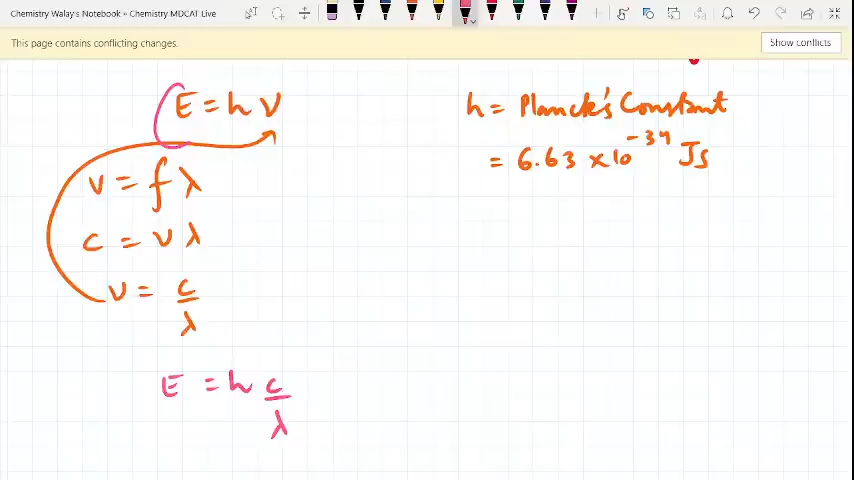 Chemistry Walay's Notebook » Chemistry MDCAT Live
This page contains conflicting changes.
Show conflicts
E = hν
v = fλ
c = νλ
ν = c/λ
E = h c/λ
h = Planck's Constant
= 6.63 × 10⁻³⁴ Js